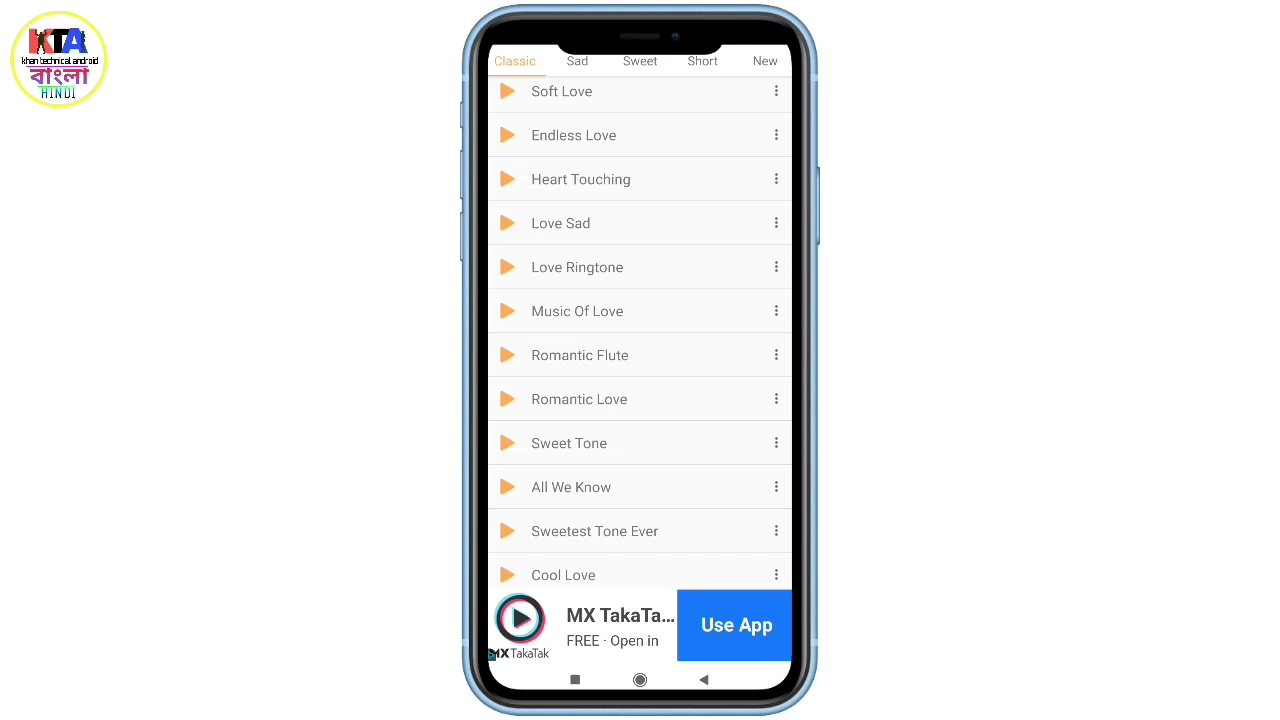 KTA
khan technical android
বাংলা
HINDI
Classic Sad Sweet Short New
Soft Love
Endless Love
Heart Touching
Love Sad
Love Ringtone
Music Of Love
Romantic Flute
Romantic Love
Sweet Tone
All We Know
Sweetest Tone Ever
Cool Love
MX TakaTa...
FREE · Open in
Use App
MXTakaTak